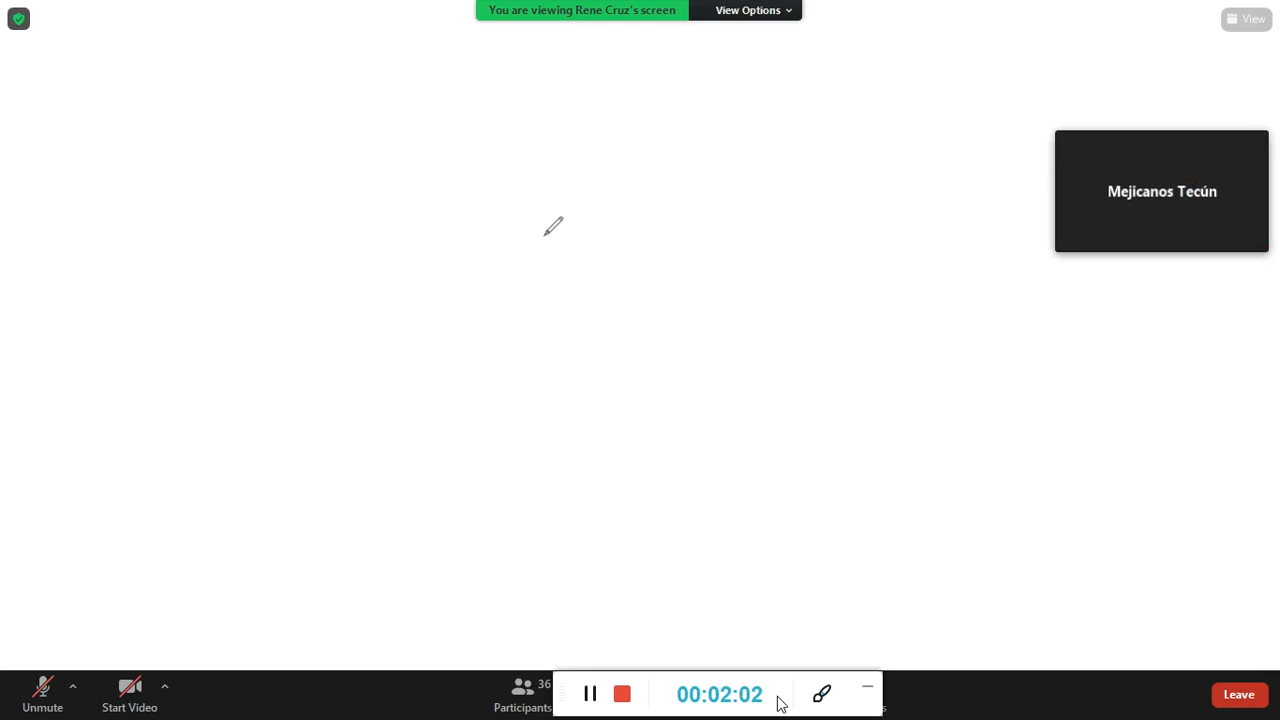 You are viewing Rene Cruz's screen
View Options
View
Mejicanos Tecún
Unmute
Start Video
36
Participants
00:02:02
Leave